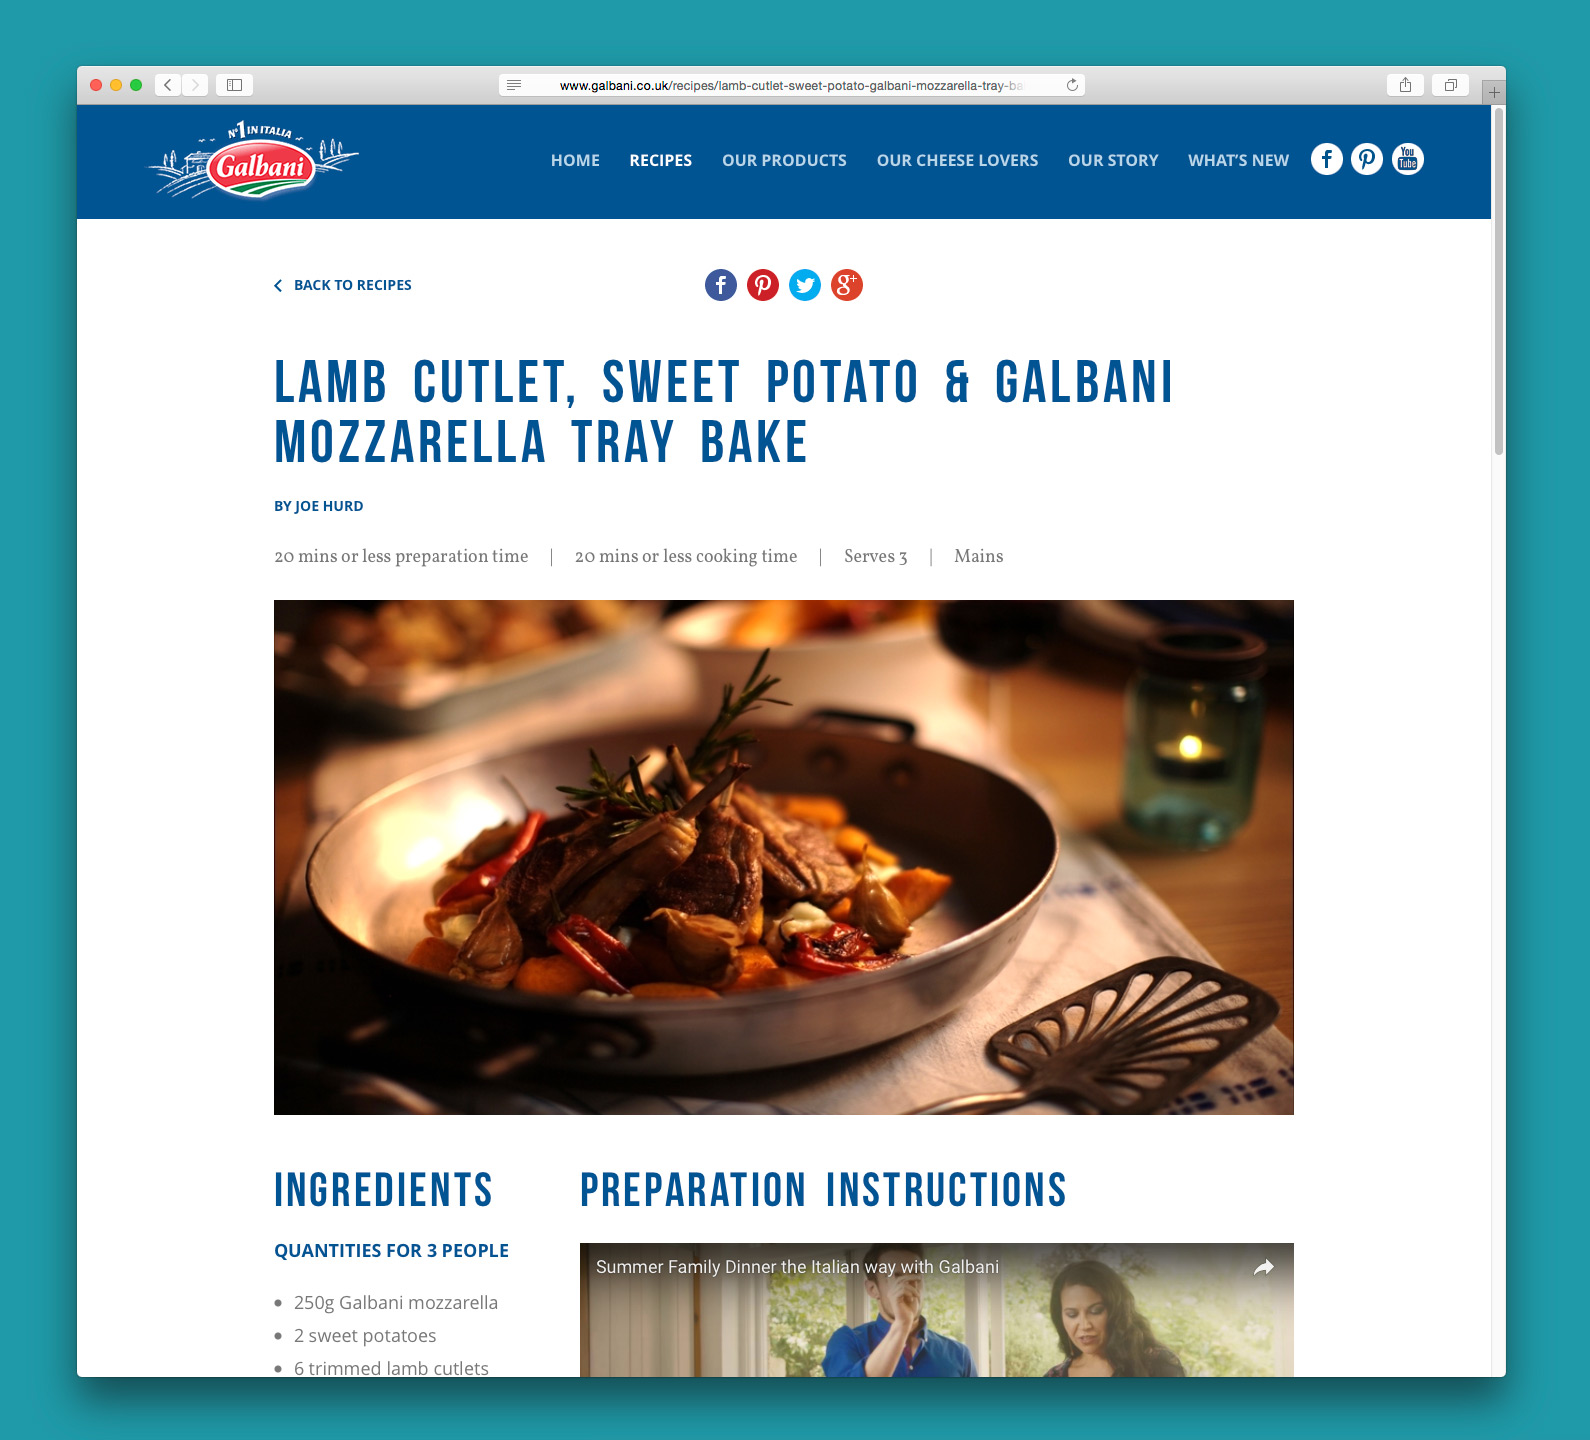 www.galbani.co.uk/recipes/lamb-cutlet-sweet-potato-galbani-mozzarella-tray-ba
Nº1 IN ITALIA
Galbani
HOME RECIPES OUR PRODUCTS OUR CHEESE LOVERS OUR STORY WHAT'S NEW
You Tube
BACK TO RECIPES
LAMB CUTLET, SWEET POTATO & GALBANI
MOZZARELLA TRAY BAKE
BY JOE HURD
20 mins or less preparation time | 20 mins or less cooking time | Serves 3 | Mains
INGREDIENTS
QUANTITIES FOR 3 PEOPLE
• 250g Galbani mozzarella
• 2 sweet potatoes
• 6 trimmed lamb cutlets
PREPARATION INSTRUCTIONS
Summer Family Dinner the Italian way with Galbani